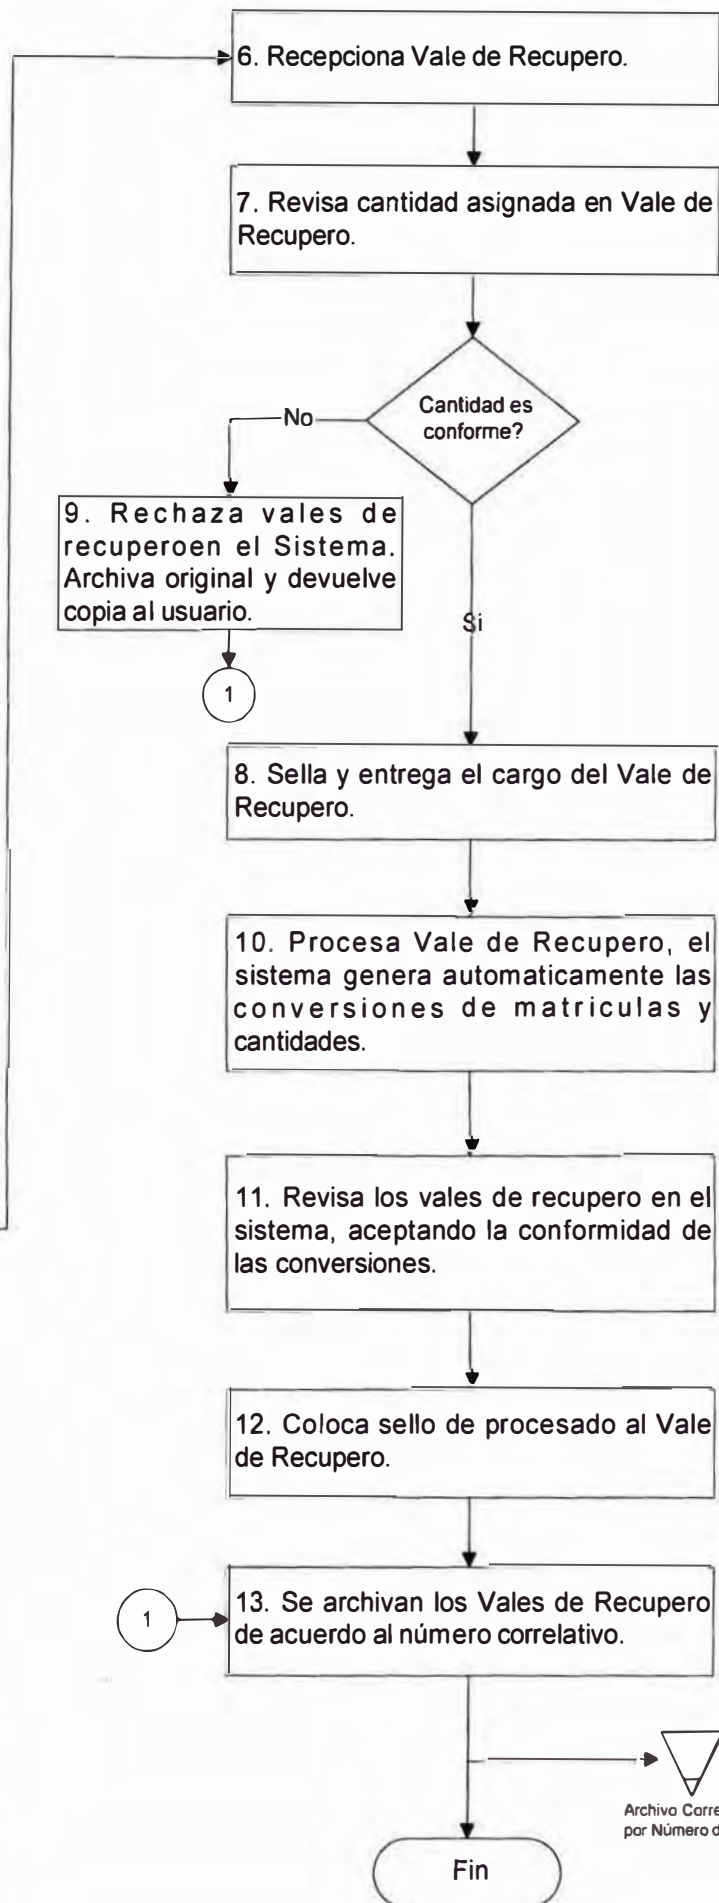 6. Recepciona Vale de Recupero.
7. Revisa cantidad asignada en Vale de
Recupero.
Cantidad es
conforme?
No
9. Rechaza vales de
recuperoen el Sistema.
Archiva original y devuelve
copia al usuario.
Si
1
8. Sella y entrega el cargo del Vale de
Recupero.
10. Procesa Vale de Recupero, el
sistema genera automaticamente las
conversiones de matriculas y
cantidades.
11. Revisa los vales de recupero en el
sistema, aceptando la conformidad de
las conversiones.
12. Coloca sello de procesado al Vale
de Recupero.
1
13. Se archivan los Vales de Recupero
de acuerdo al número correlativo.
Archivo Corre
por Número d
Fin